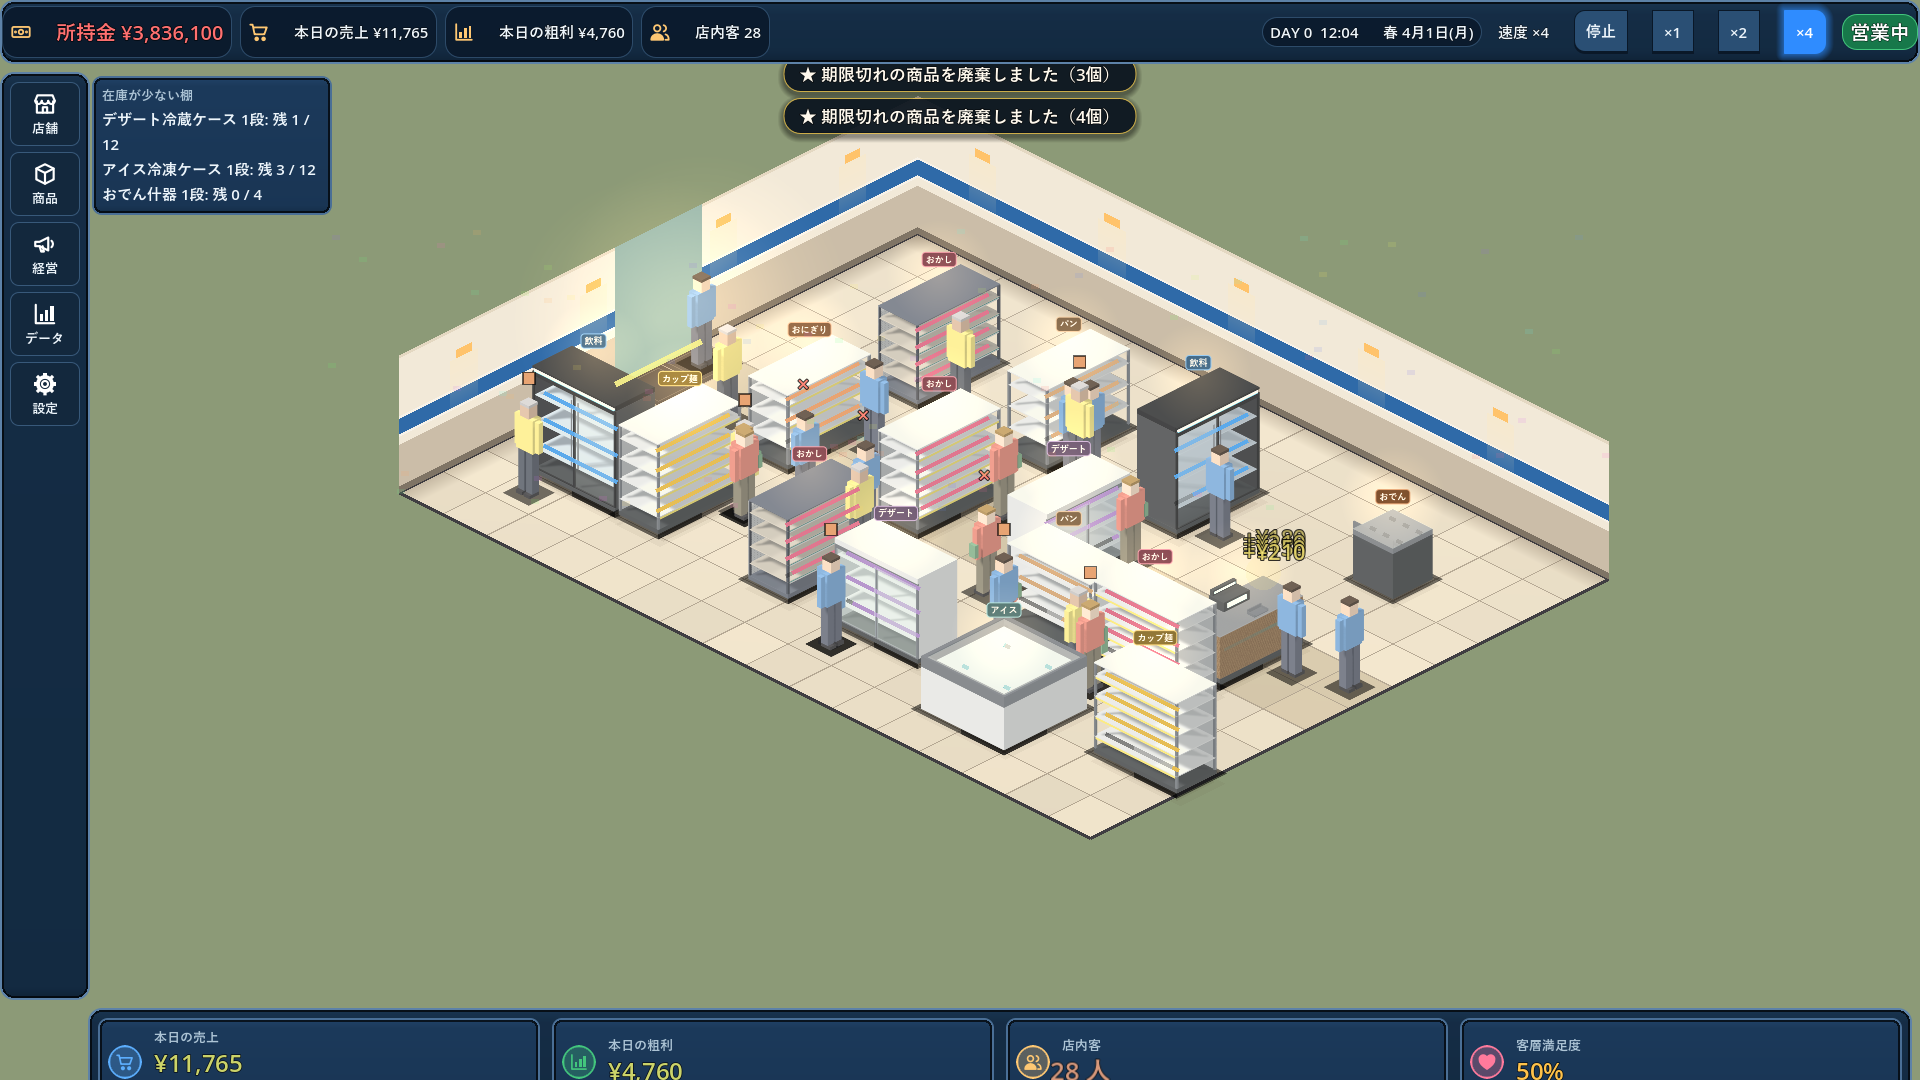 所持金 ¥3,836,100
本日の売上 ¥11,765
本日の粗利 ¥4,760
店内客 28
DAY 0 12:04 春 4月1日(月)
速度 ×4
停止
×1
×2
×4
営業中
★ 期限切れの商品を廃棄しました（3個）
★ 期限切れの商品を廃棄しました（4個）
店舗
商品
経営
データ
設定
在庫が少ない棚
デザート冷蔵ケース 1段: 残 1 /
12
アイス冷凍ケース 1段: 残 3 / 12
おでん什器 1段: 残 0 / 4
おかし
おにぎり
パン
飲料
飲料
カップ麺
おかし
デザート
おかし
おでん
デザート
パン
おかし
アイス
カップ麺
+¥210
本日の売上
¥11,765
本日の粗利
¥4,760
店内客
28 人
客層満足度
50%